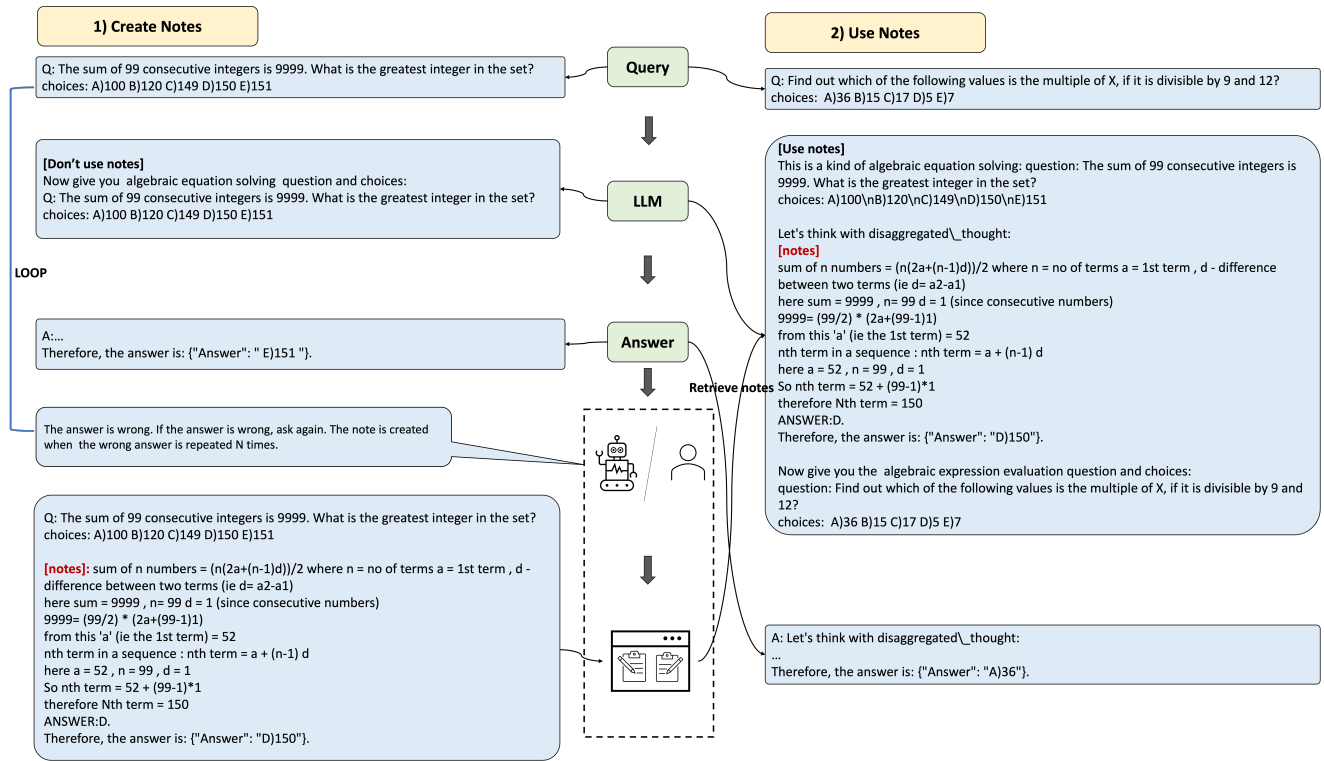 1) Create Notes
Q: The sum of 99 consecutive integers is 9999. What is the greatest integer in the set?
choices: A)100 B)120 C)149 D)150 E)151
[Don't use notes]
Now give you  algebraic equation solving  question and choices:
Q: The sum of 99 consecutive integers is 9999. What is the greatest integer in the set?
choices: A)100 B)120 C)149 D)150 E)151
LOOP
A:...
Therefore, the answer is: {"Answer": " E)151 "}.
The answer is wrong. If the answer is wrong, ask again. The note is created
when  the wrong answer is repeated N times.
Q: The sum of 99 consecutive integers is 9999. What is the greatest integer in the set?
choices: A)100 B)120 C)149 D)150 E)151
[notes]: sum of n numbers = (n(2a+(n-1)d))/2 where n = no of terms a = 1st term , d -
difference between two terms (ie d= a2-a1)
here sum = 9999 , n= 99 d = 1 (since consecutive numbers)
9999= (99/2) * (2a+(99-1)1)
from this 'a' (ie the 1st term) = 52
nth term in a sequence : nth term = a + (n-1) d
here a = 52 , n = 99 , d = 1
So nth term = 52 + (99-1)*1
therefore Nth term = 150
ANSWER:D.
Therefore, the answer is: {"Answer": "D)150"}.
Query
LLM
Answer
Retrieve notes
2) Use Notes
Q: Find out which of the following values is the multiple of X, if it is divisible by 9 and 12?
choices:  A)36 B)15 C)17 D)5 E)7
[Use notes]
This is a kind of algebraic equation solving: question: The sum of 99 consecutive integers is
9999. What is the greatest integer in the set?
choices: A)100\nB)120\nC)149\nD)150\nE)151
Let's think with disaggregated\_thought:
[notes]
sum of n numbers = (n(2a+(n-1)d))/2 where n = no of terms a = 1st term , d - difference
between two terms (ie d= a2-a1)
here sum = 9999 , n= 99 d = 1 (since consecutive numbers)
9999= (99/2) * (2a+(99-1)1)
from this 'a' (ie the 1st term) = 52
nth term in a sequence : nth term = a + (n-1) d
here a = 52 , n = 99 , d = 1
So nth term = 52 + (99-1)*1
therefore Nth term = 150
ANSWER:D.
Therefore, the answer is: {"Answer": "D)150"}.
Now give you the  algebraic expression evaluation question and choices:
question: Find out which of the following values is the multiple of X, if it is divisible by 9 and
12?
choices:  A)36 B)15 C)17 D)5 E)7
A: Let's think with disaggregated\_thought:
...
Therefore, the answer is: {"Answer": "A)36"}.